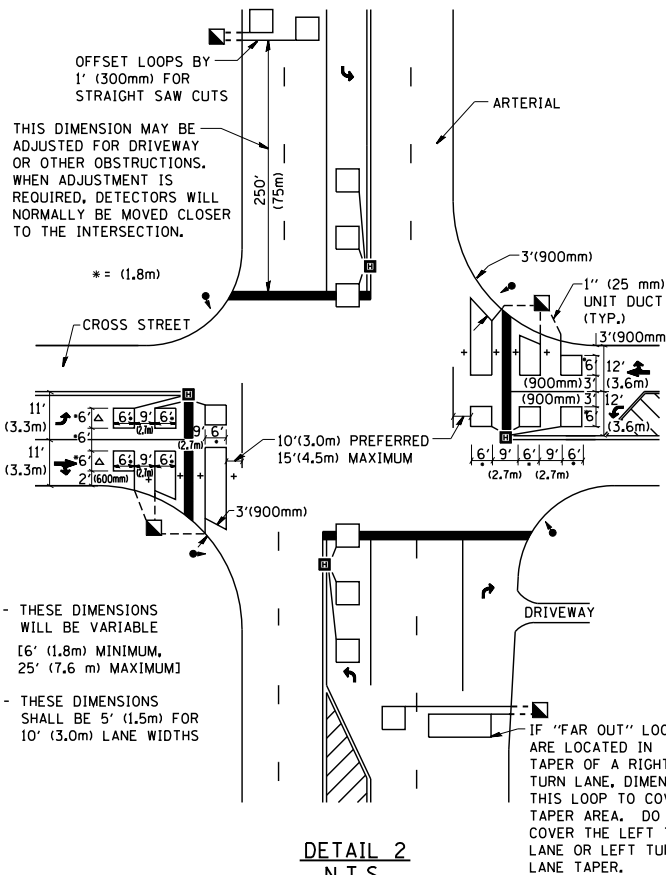 OFFSET LOOPS BY
1' (300mm) FOR
STRAIGHT SAW CUTS
ARTERIAL
THIS DIMENSION MAY BE
ADJUSTED FOR DRIVEWAY
OR OTHER OBSTRUCTIONS.
WHEN ADJUSTMENT IS
REQUIRED, DETECTORS WILL
NORMALLY BE MOVED CLOSER
TO THE INTERSECTION.
250'
(75m)
* = (1.8m)
3'(900mm)
1'' (25 mm)
UNIT DUCT
(TYP.)
CROSS STREET
3'(900mm
*6'
12'
(3.6m)
(900mm) 3'
(900mm) 3'
12'
*6'
(3.6m)
11'
(3.3m)
*6'
6' 9' 6'
(2.7m)
*6'
9'
(2.7m)
6'
10'(3.0m) PREFERRED
15'(4.5m) MAXIMUM
6' 9' 6' 9' 6'
(2.7m) (2.7m)
11'
(3.3m)
*6'
6' 9' 6'
(2.7m)
2' (600mm)
3'(900mm)
H
H
H
H
- THESE DIMENSIONS
WILL BE VARIABLE
[6' (1.8m) MINIMUM,
25' (7.6 m) MAXIMUM]
DRIVEWAY
- THESE DIMENSIONS
SHALL BE 5' (1.5m) FOR
10' (3.0m) LANE WIDTHS
IF "FAR OUT" LOO
ARE LOCATED IN
TAPER OF A RIGHT
TURN LANE, DIMEN
THIS LOOP TO COV
TAPER AREA. DO
COVER THE LEFT T
LANE OR LEFT TU
LANE TAPER.
DETAIL 2
N.T.S.